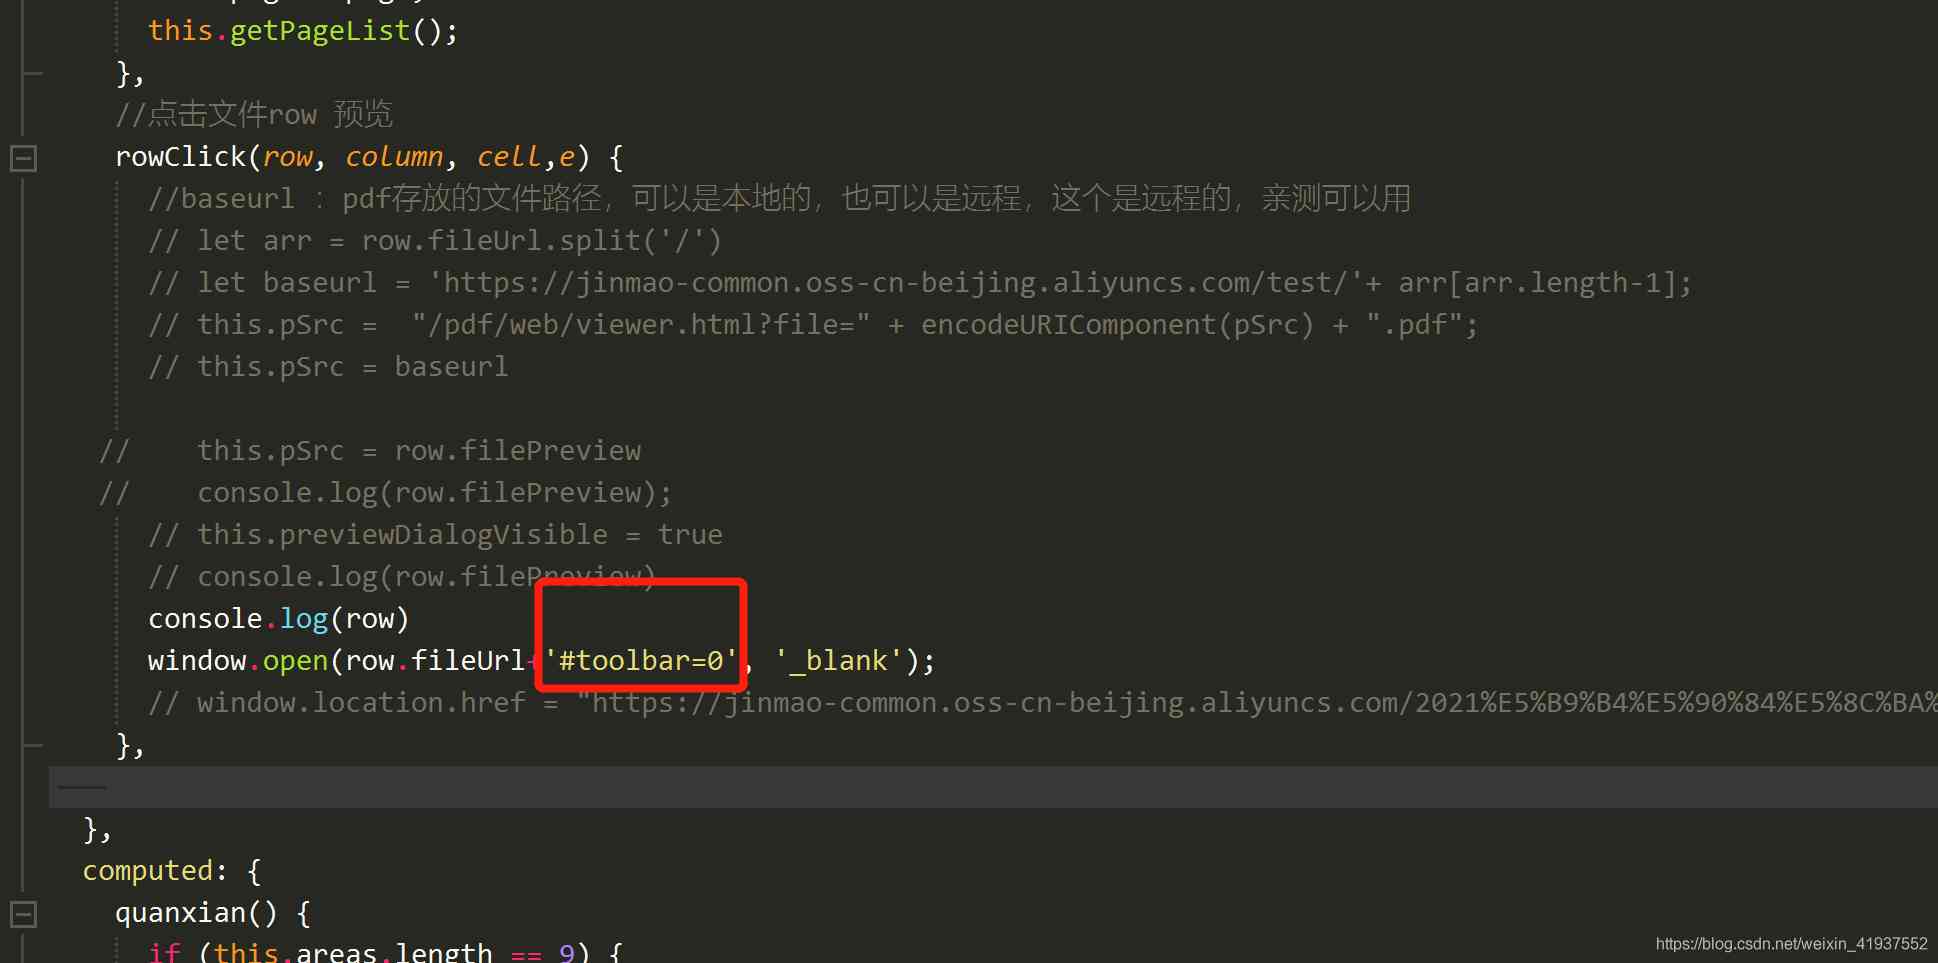 this.getPageList();
},
//点击文件row 预览
rowClick(row, column, cell,e) {
//baseurl : pdf存放的文件路径，可以是本地的，也可以是远程，这个是远程的，亲测可以用
// let arr = row.fileUrl.split('/')
// let baseurl = 'https://jinmao-common.oss-cn-beijing.aliyuncs.com/test/'+ arr[arr.length-1];
// this.pSrc =  "/pdf/web/viewer.html?file=" + encodeURIComponent(pSrc) + ".pdf";
// this.pSrc = baseurl
//    this.pSrc = row.filePreview
//    console.log(row.filePreview);
// this.previewDialogVisible = true
// console.log(row.filePreview)
console.log(row)
window.open(row.fileUrl+'#toolbar=0', '_blank');
// window.location.href = "https://jinmao-common.oss-cn-beijing.aliyuncs.com/2021%E5%B9%B4%E5%90%84%E5%8C%BA%
},
},
computed: {
quanxian() {
if (this.areas.length == 9) {
https://blog.csdn.net/weixin_41937552